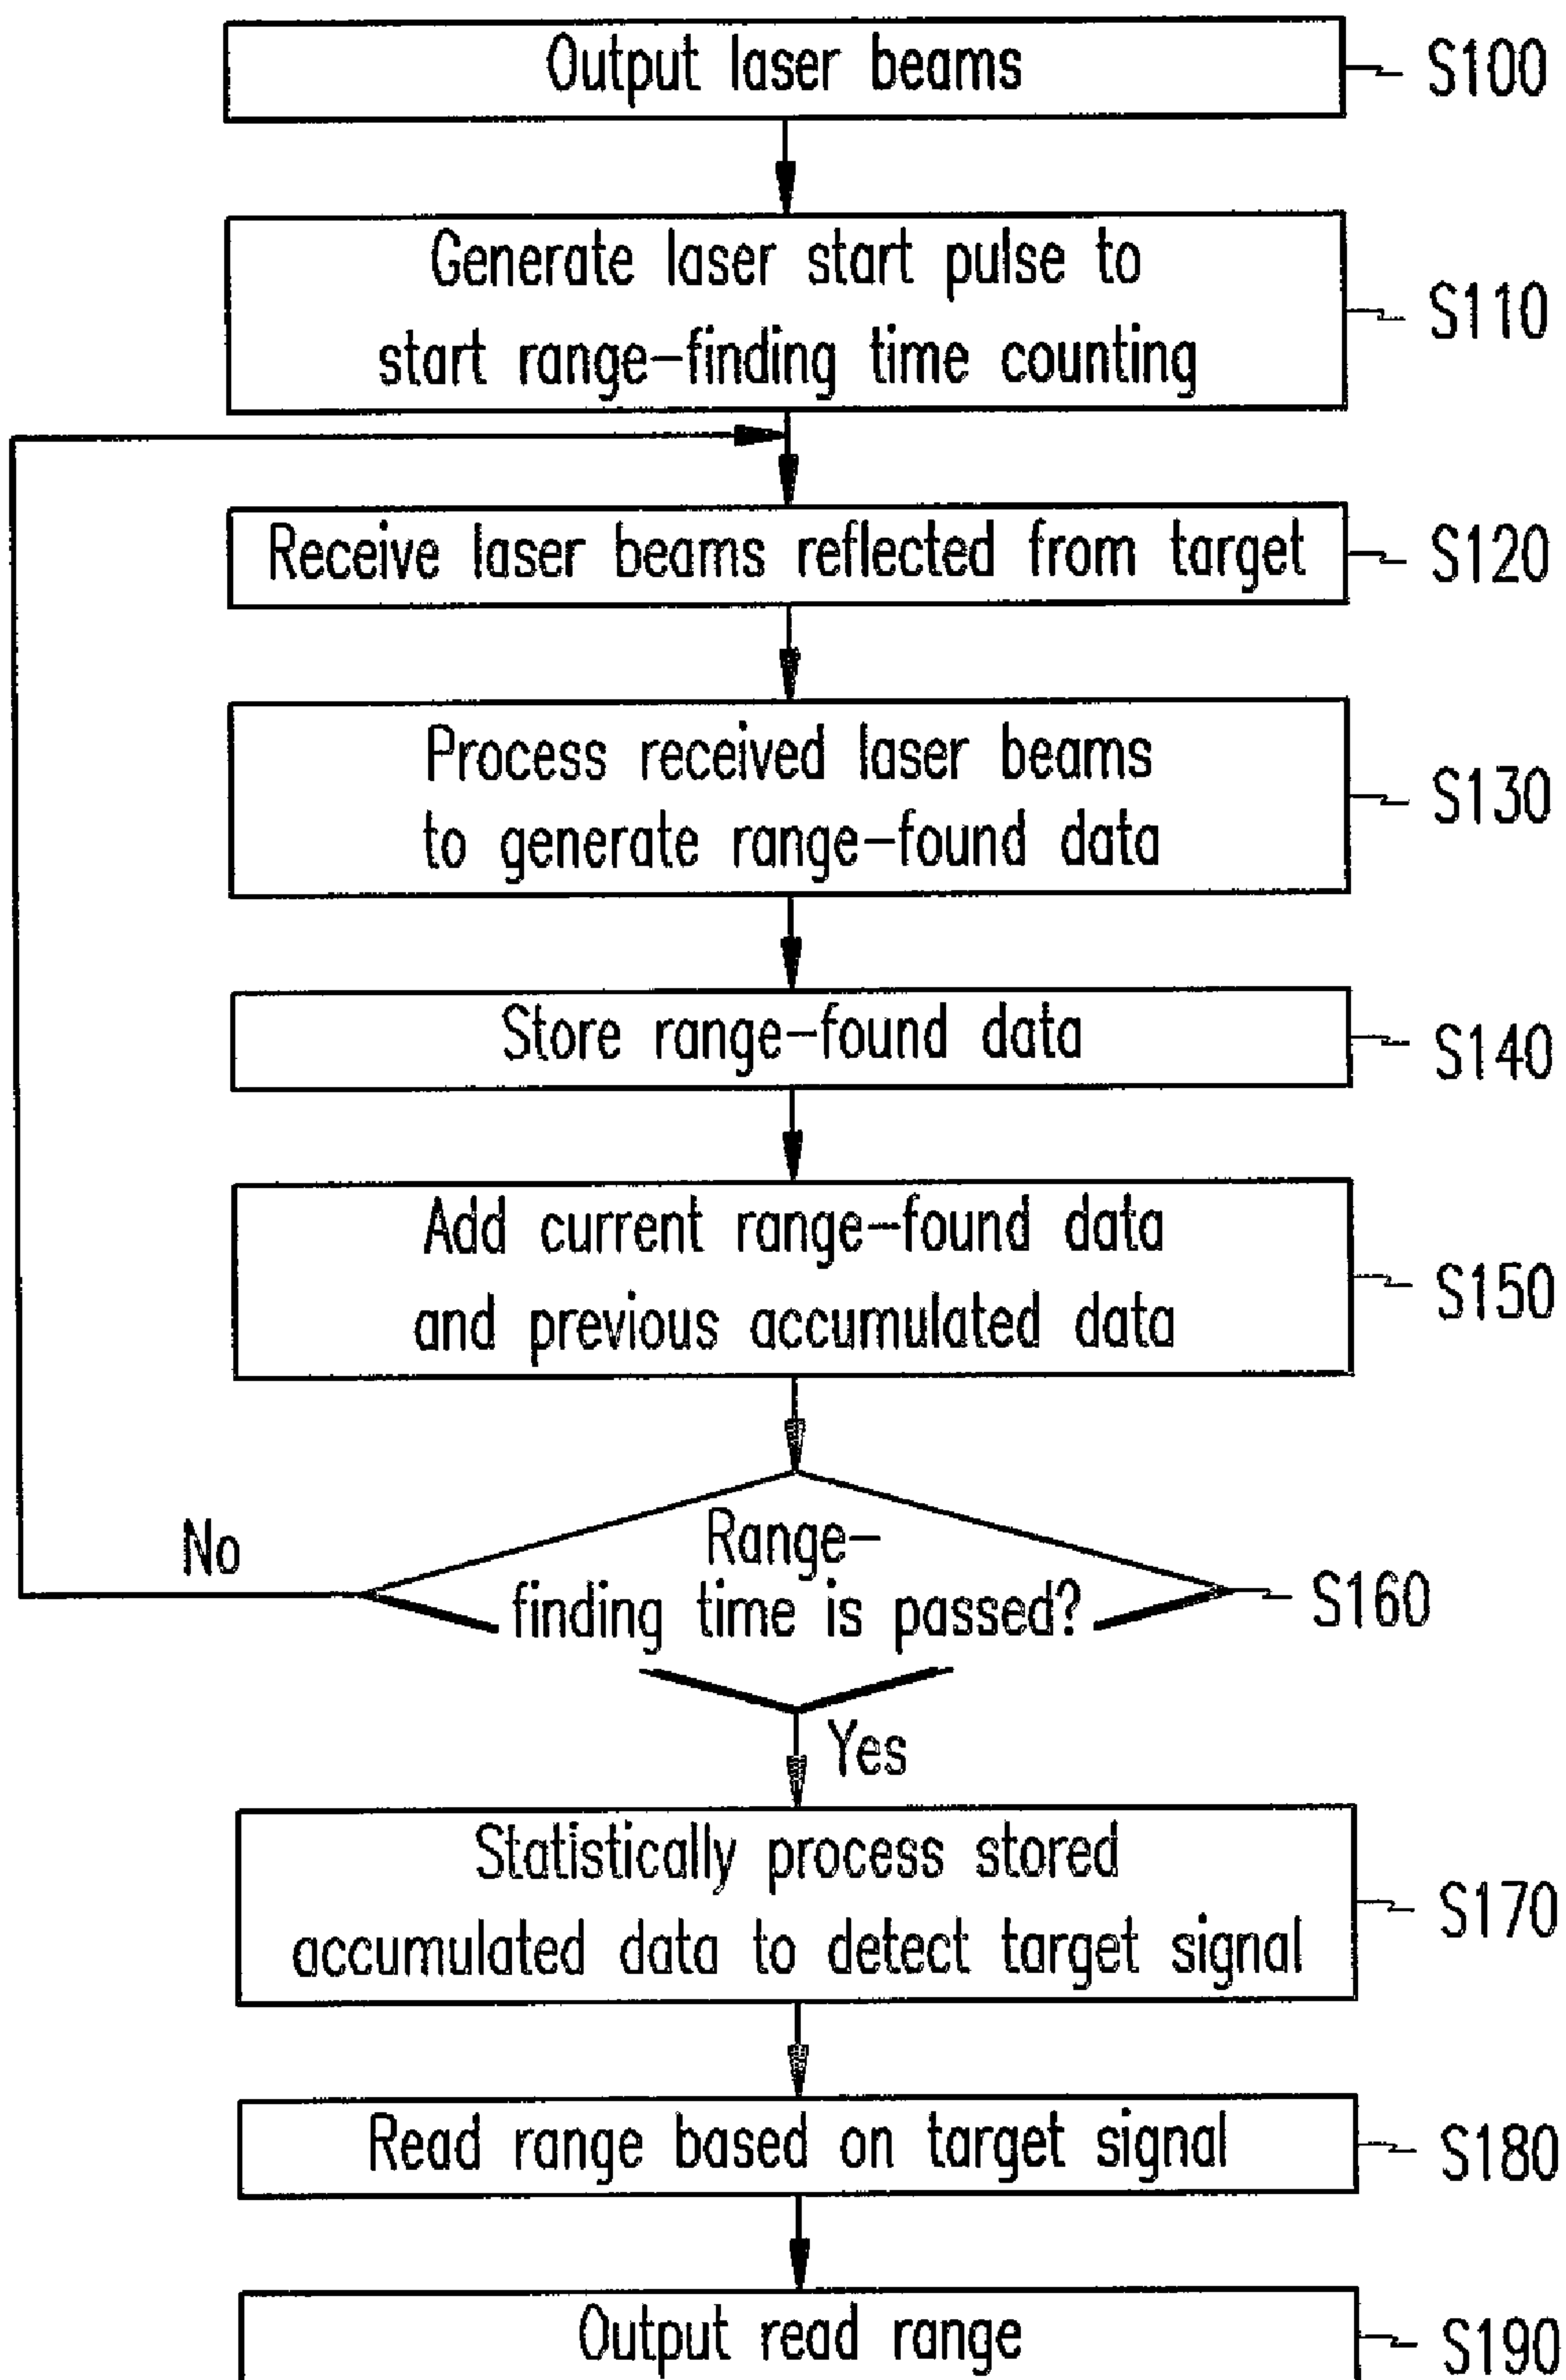 Output laser beams
S100
Generate laser start pulse to
start range-finding time counting
S110
Receive laser beams reflected from target
S120
Process received laser beams
to generate range-found data
S130
Store range-found data
S140
Add current range-found data
and previous accumulated data
S150
No
Range-
finding time is passed?
S160
Yes
Statistically process stored
accumulated data to detect target signal
S170
Read range based on target signal
S180
Output read range
S190